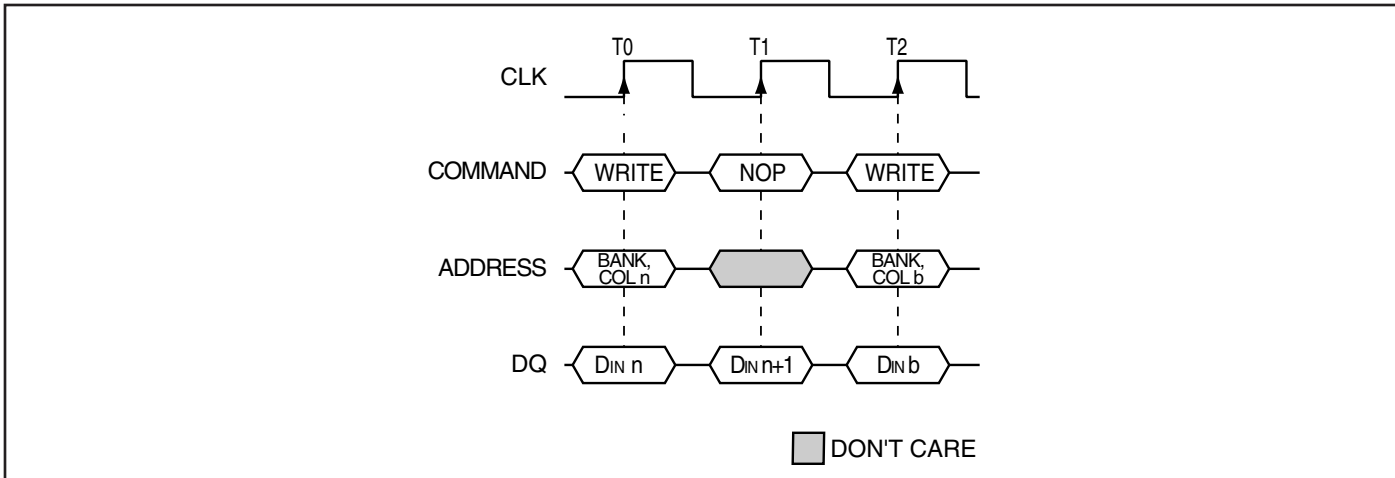 T0 T1 T2
CLK
COMMAND WRITE NOP WRITE
ADDRESS BANK, COL n BANK, COL b
DQ DIN n DIN n+1 DIN b
DON'T CARE